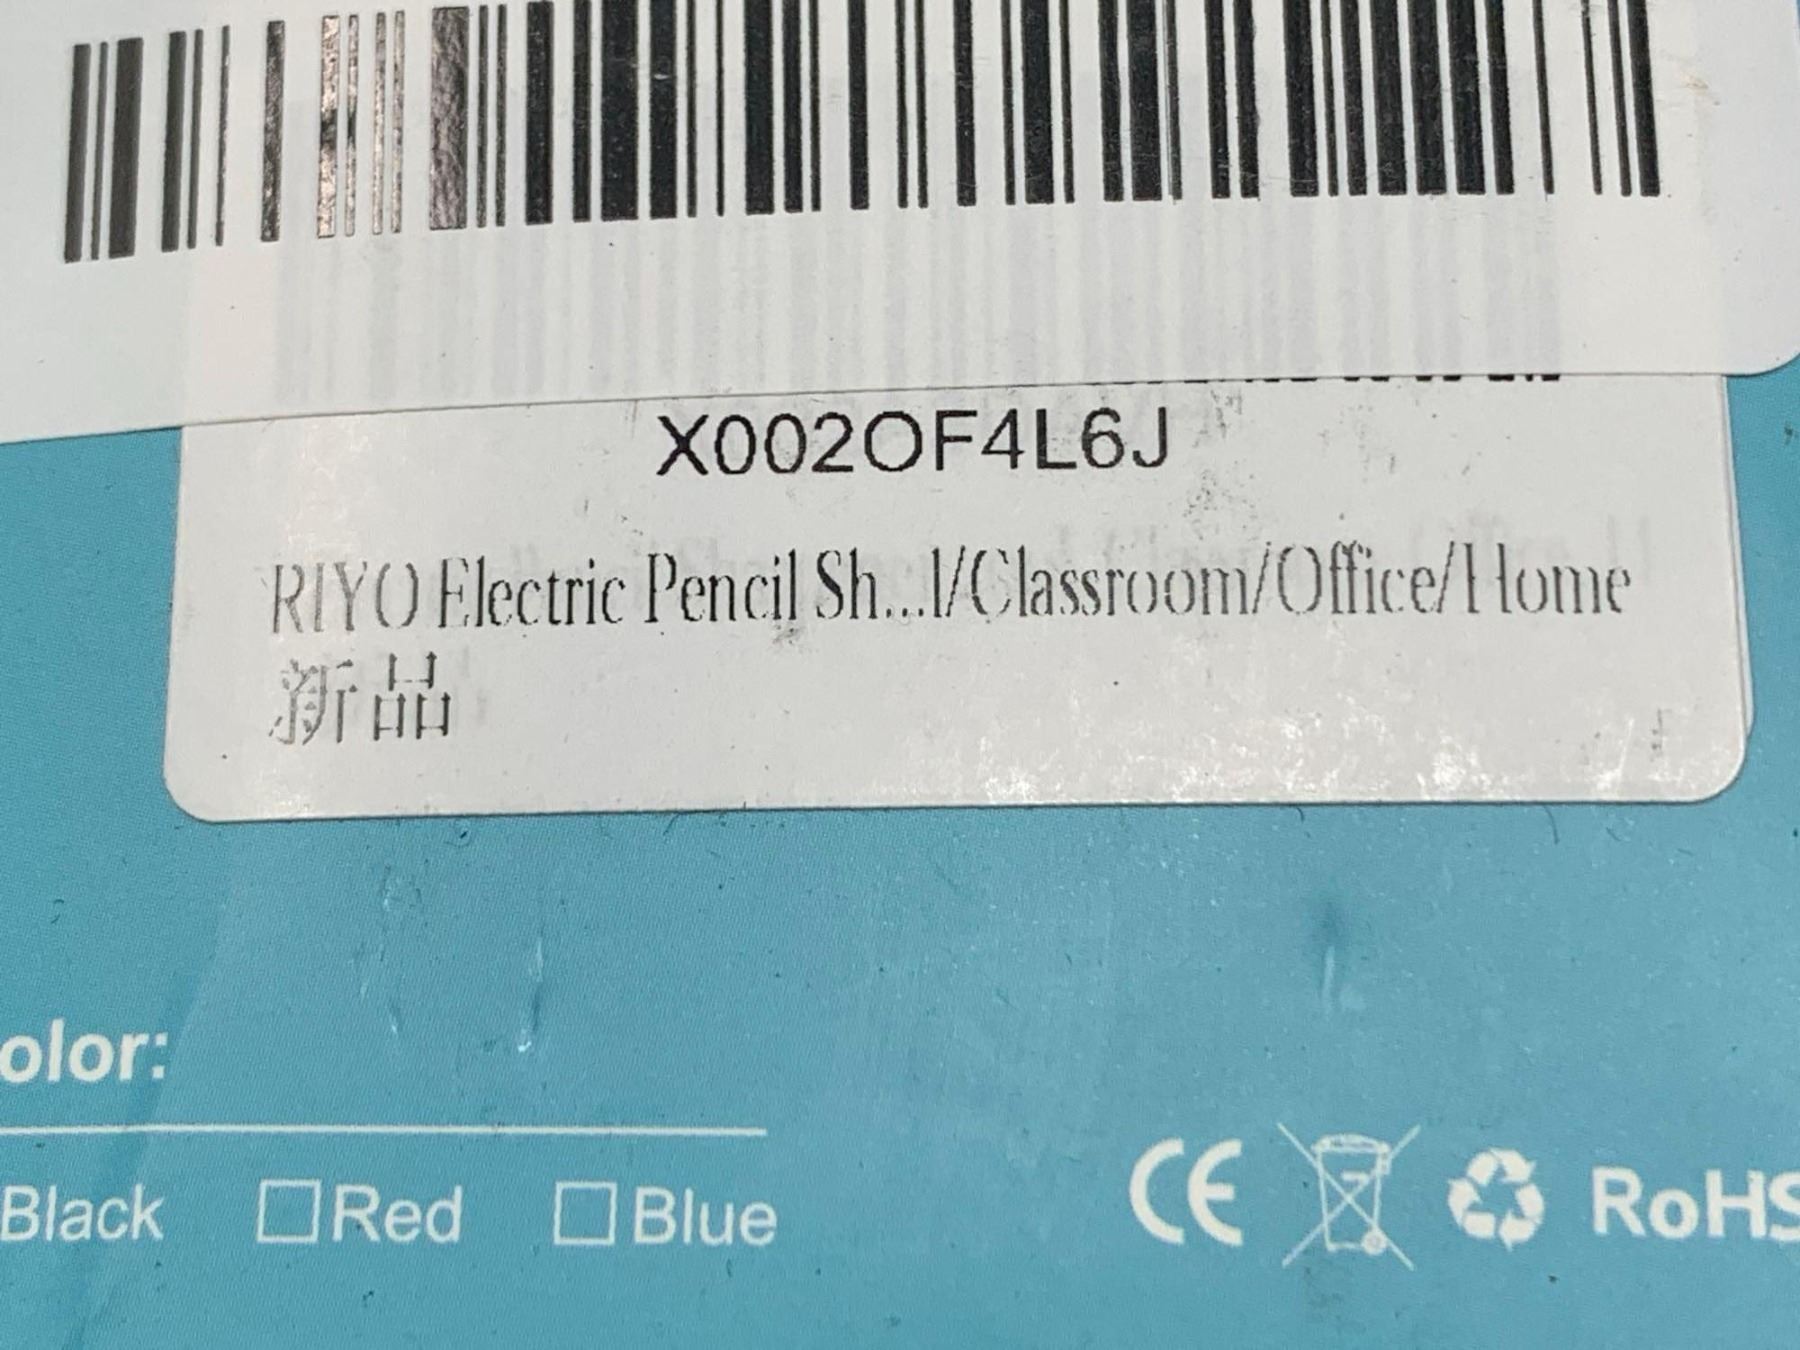 X002OF4L6J
RIYO Electric Pencil Sh...l/Classroom/Office/Home
新品
olor:
Black Red Blue
CE RoHS